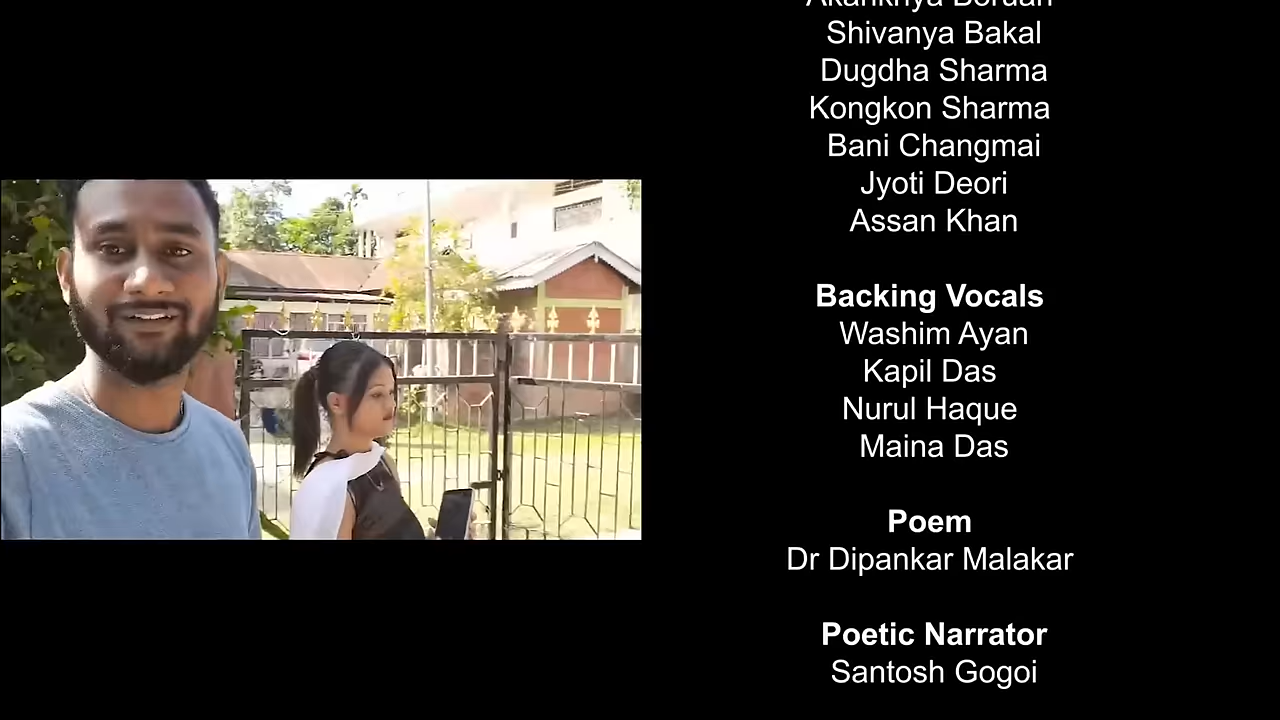 Shivanya Bakal
Dugdha Sharma
Kongkon Sharma
Bani Changmai
Jyoti Deori
Assan Khan
Backing Vocals
Washim Ayan
Kapil Das
Nurul Haque
Maina Das
Poem
Dr Dipankar Malakar
Poetic Narrator
Santosh Gogoi